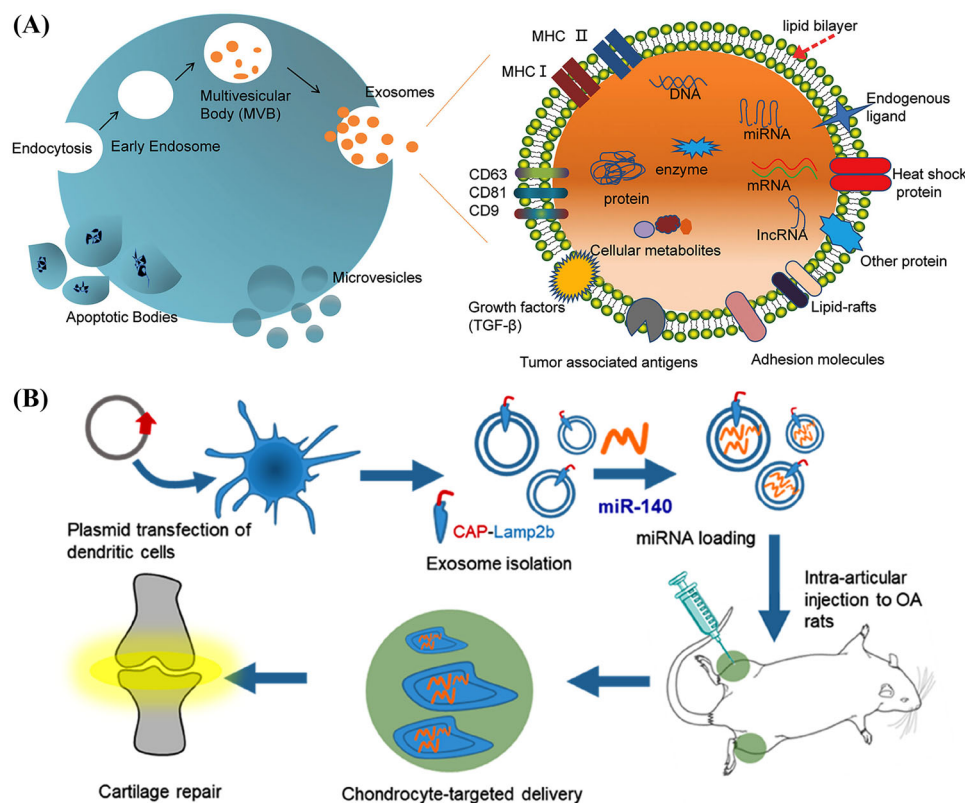 (A)
Endocytosis
Early Endosome
Multivesicular
Body (MVB)
Exosomes
Apoptotic Bodies
Microvesicles
MHC Ⅱ
MHC Ⅰ
lipid bilayer
DNA
miRNA
Endogenous
ligand
CD63
CD81
CD9
enzyme
protein
mRNA
Heat shock
protein
lncRNA
Cellular metabolites
Other protein
Growth factors
(TGF-β)
Lipid-rafts
Tumor associated antigens
Adhesion molecules
(B)
Plasmid transfection of
dendritic cells
CAP-Lamp2b
Exosome isolation
miR-140
miRNA loading
Intra-articular
injection to OA
rats
Chondrocyte-targeted delivery
Cartilage repair